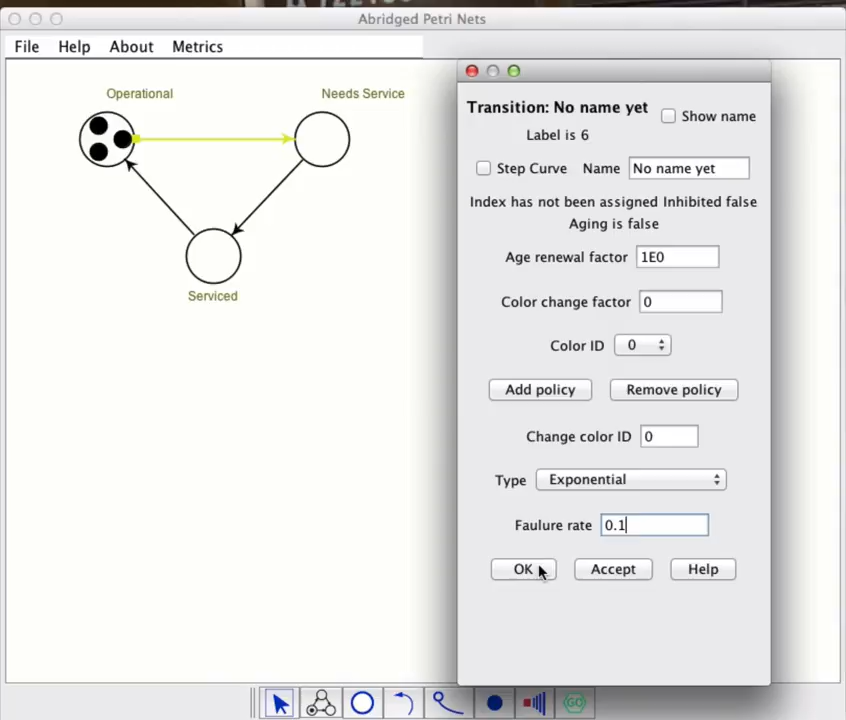 Abridged Petri Nets
File Help About Metrics
Operational
Needs Service
Serviced
Transition: No name yet
Show name
Label is 6
Step Curve Name No name yet
Index has not been assigned Inhibited false
Aging is false
Age renewal factor 1E0
Color change factor 0
Color ID 0
Add policy Remove policy
Change color ID 0
Type Exponential
Faulure rate 0.1
OK Accept Help
GO